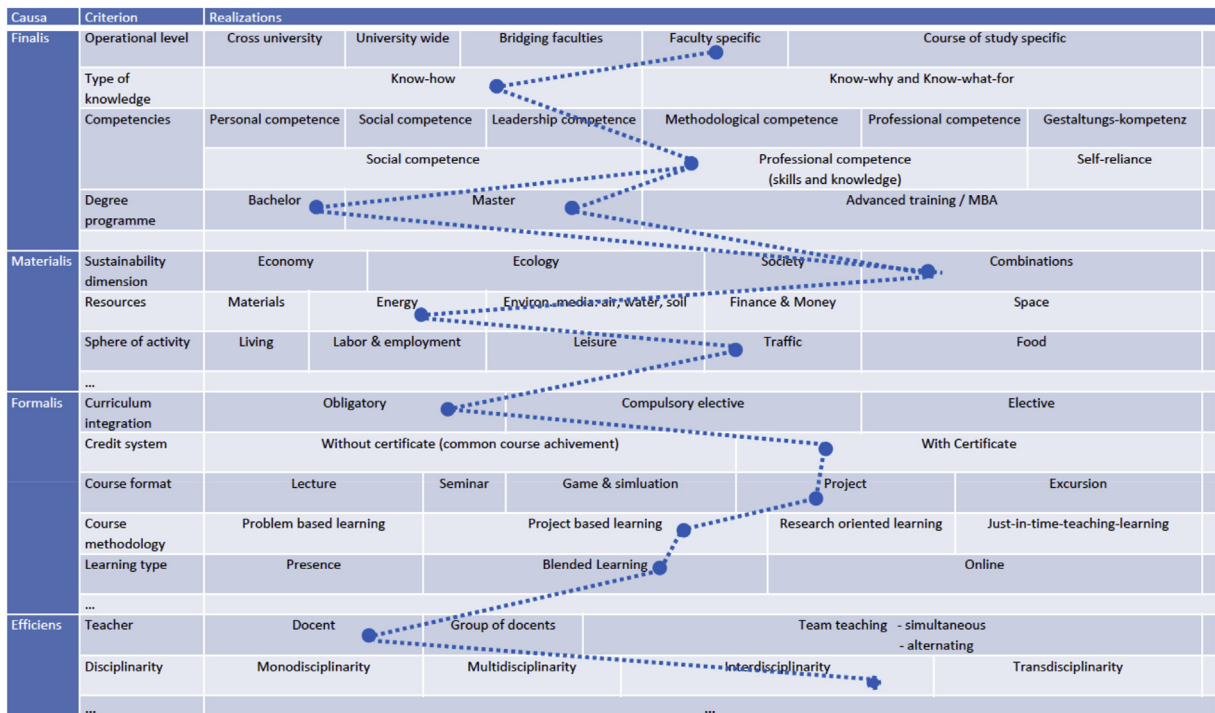 Causa Criterion Realizations
Finalis Operational level Cross university University wide Bridging faculties Faculty specific Course of study specific
Type of knowledge Know-how Know-why and Know-what-for
Competencies Personal competence Social competence Leadership competence Methodological competence Professional competence Gestaltungs-kompetenz
Social competence Professional competence (skills and knowledge) Self-reliance
Degree programme Bachelor Master Advanced training / MBA
Materialis Sustainability dimension Economy Ecology Society Combinations
Resources Materials Energy Environ. media: air, water, soil Finance & Money Space
Sphere of activity Living Labor & employment Leisure Traffic Food
...
Formalis Curriculum integration Obligatory Compulsory elective Elective
Credit system Without certificate (common course achivement) With Certificate
Course format Lecture Seminar Game & simluation Project Excursion
Course methodology Problem based learning Project based learning Research oriented learning Just-in-time-teaching-learning
Learning type Presence Blended Learning Online
...
Efficiens Teacher Docent Group of docents Team teaching - simultaneous
- alternating
Disciplinarity Monodisciplinarity Multidisciplinarity Interdisciplinarity Transdisciplinarity
... ...